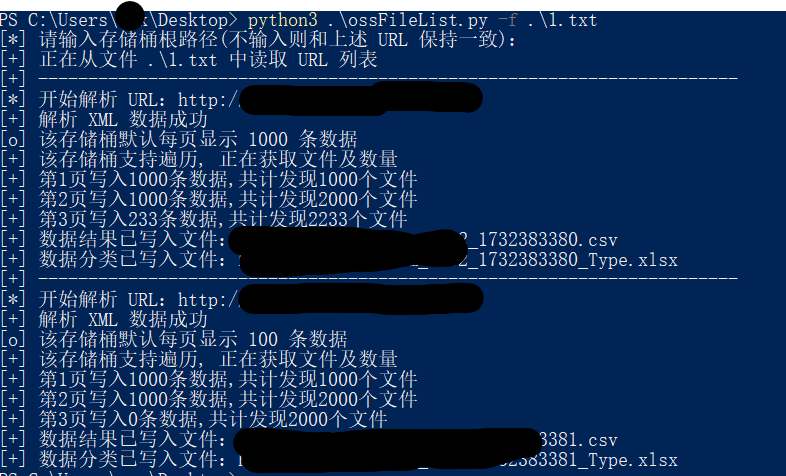 PS C:\Users\ x\Desktop> python3 .\ossFileList.py -f .\1.txt
[*] 请输入存储桶根路径(不输入则和上述 URL 保持一致):
[+] 正在从文件 .\1.txt 中读取 URL 列表
[+] ----------------------------------------------------------------------
[*] 开始解析 URL: http:/
[+] 解析 XML 数据成功
[o] 该存储桶默认每页显示 1000 条数据
[+] 该存储桶支持遍历, 正在获取文件及数量
[+] 第1页写入1000条数据,共计发现1000个文件
[+] 第2页写入1000条数据,共计发现2000个文件
[+] 第3页写入233条数据,共计发现2233个文件
[+] 数据结果已写入文件: 2_1732383380.csv
[+] 数据分类已写入文件: 2_1732383380_Type.xlsx
[+] ----------------------------------------------------------------------
[*] 开始解析 URL: http:/
[+] 解析 XML 数据成功
[o] 该存储桶默认每页显示 100 条数据
[+] 该存储桶支持遍历, 正在获取文件及数量
[+] 第1页写入1000条数据,共计发现1000个文件
[+] 第2页写入1000条数据,共计发现2000个文件
[+] 第3页写入0条数据,共计发现2000个文件
[+] 数据结果已写入文件: 3381.csv
[+] 数据分类已写入文件: 32383381_Type.xlsx